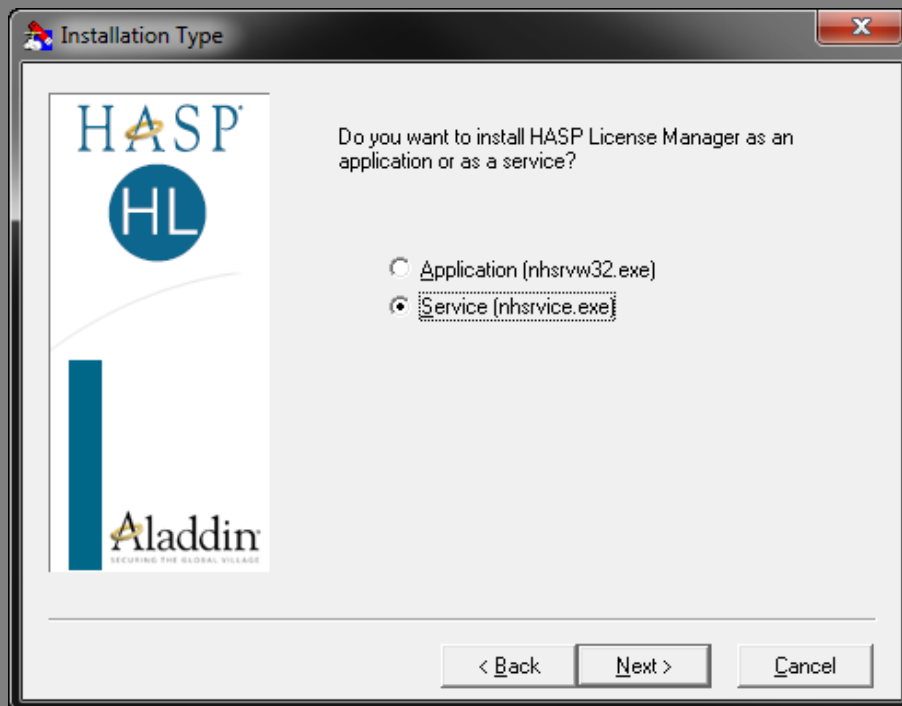 Installation Type
HASP
HL
Aladdin
SECURING THE GLOBAL VILLAGE
Do you want to install HASP License Manager as an
application or as a service?
Application (nhsrvw32.exe)
Service (nhsrvice.exe)
< Back
Next >
Cancel